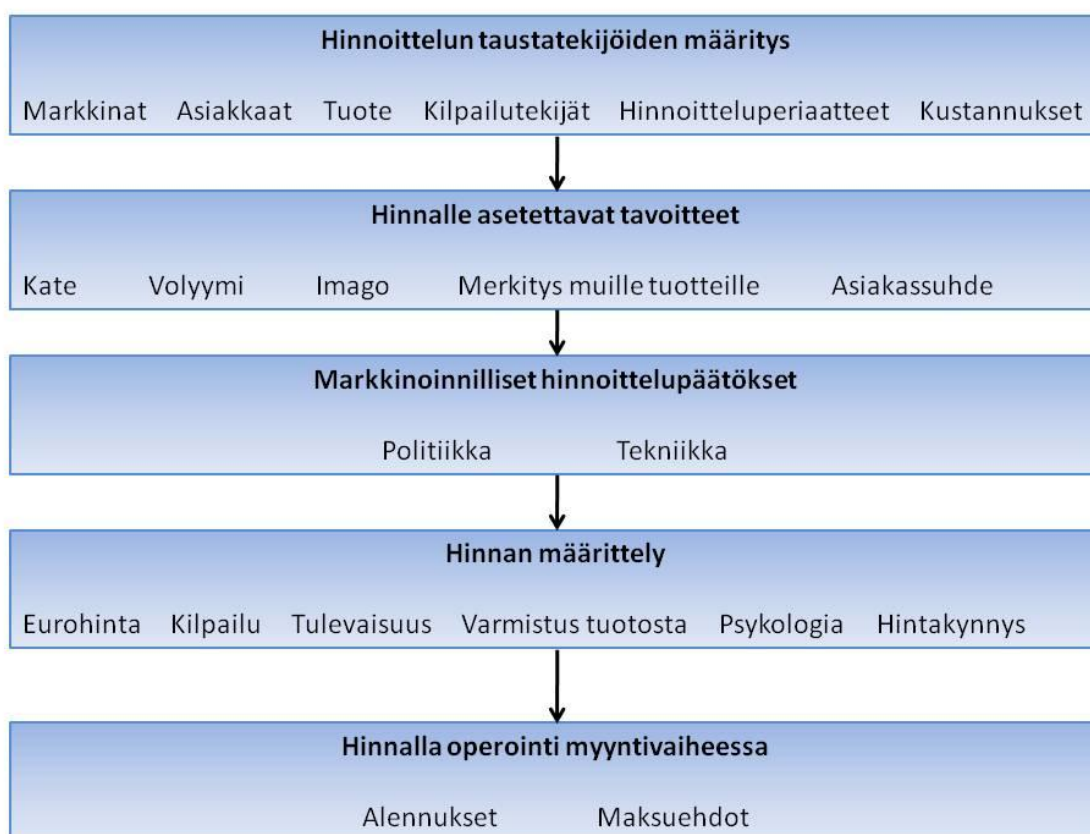 Hinnoittelun taustatekijöiden määritys
Markkinat Asiakkaat Tuote Kilpailutekijät Hinnoitteluperiaatteet Kustannukset
Hinnalle asetettavat tavoitteet
Kate Volyymi Imago Merkitys muille tuotteille Asiakassuhde
Markkinoinnilliset hinnoittelupäätökset
Politiikka Tekniikka
Hinnan määrittely
Eurohinta Kilpailu Tulevaisuus Varmistus tuotosta Psykologia Hintakynnys
Hinnalla operointi myyntivaiheessa
Alennukset Maksuehdot